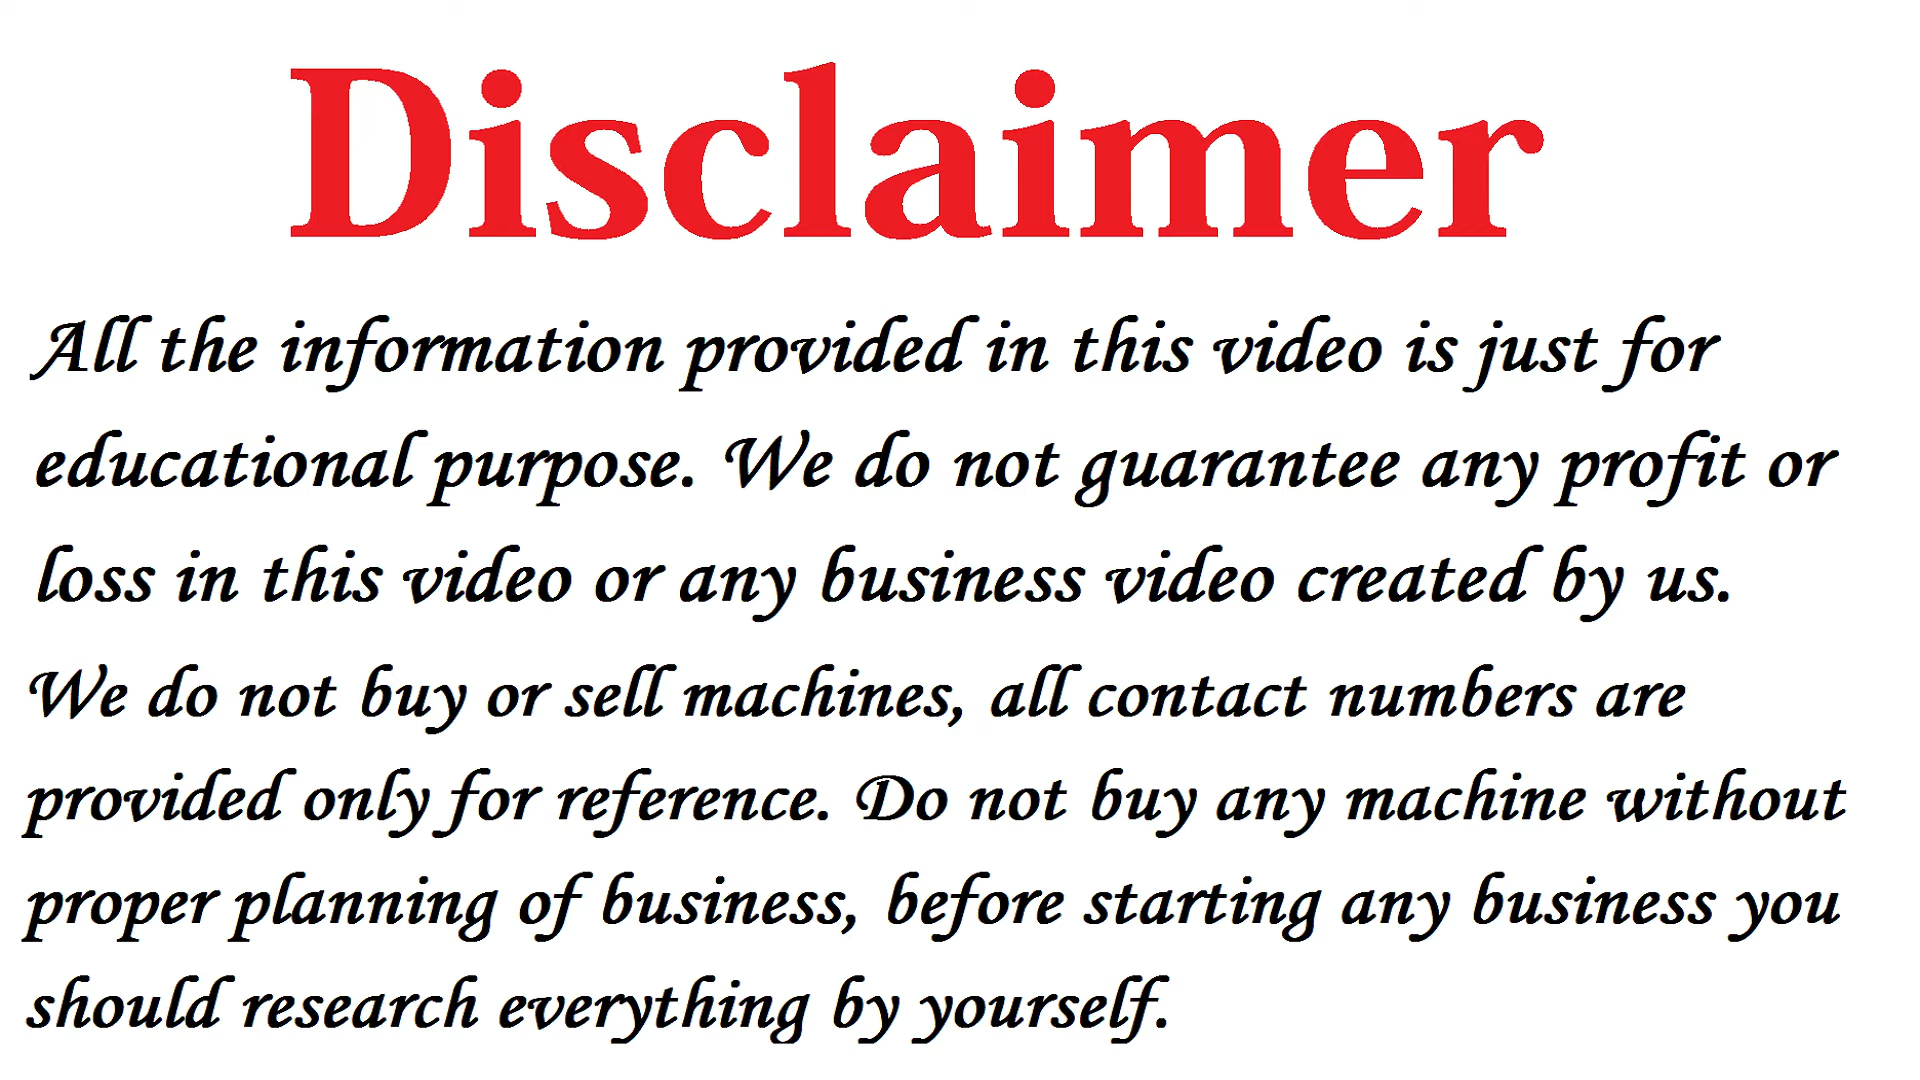 Disclaimer
All the information provided in this video is just for
educational purpose. We do not guarantee any profit or
loss in this video or any business video created by us.
We do not buy or sell machines, all contact numbers are
provided only for reference. Do not buy any machine without
proper planning of business, before starting any business you
should research everything by yourself.